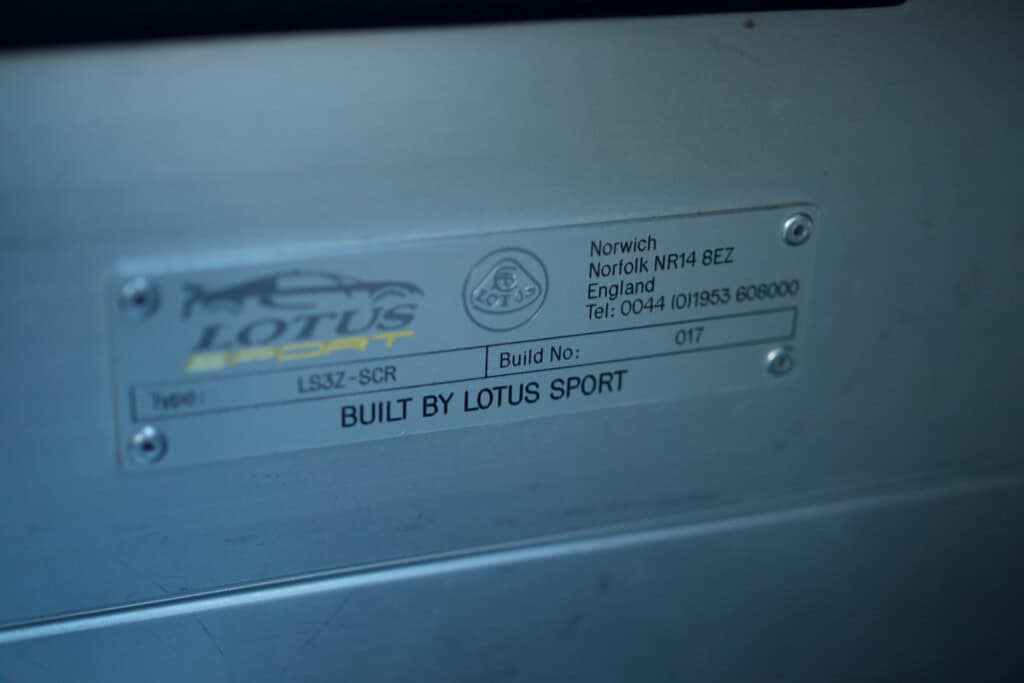 LOTUS
SPORT
LOTUS
Norwich
Norfolk NR14 8EZ
England
Tel: 0044 (0)1953 608000
Type: LS3Z-SCR
Build No: 017
BUILT BY LOTUS SPORT